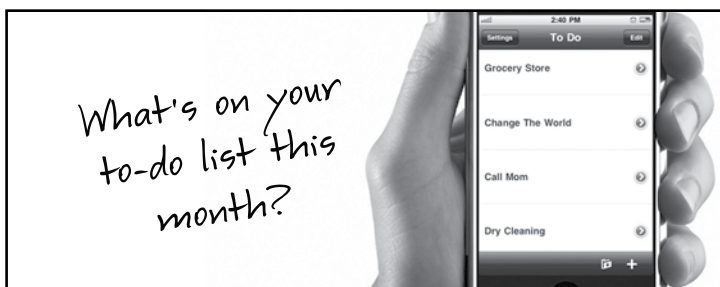 What's on your
to-do list this
month?
2:40 PM
Settings To Do Edit
Grocery Store
Change The World
Call Mom
Dry Cleaning